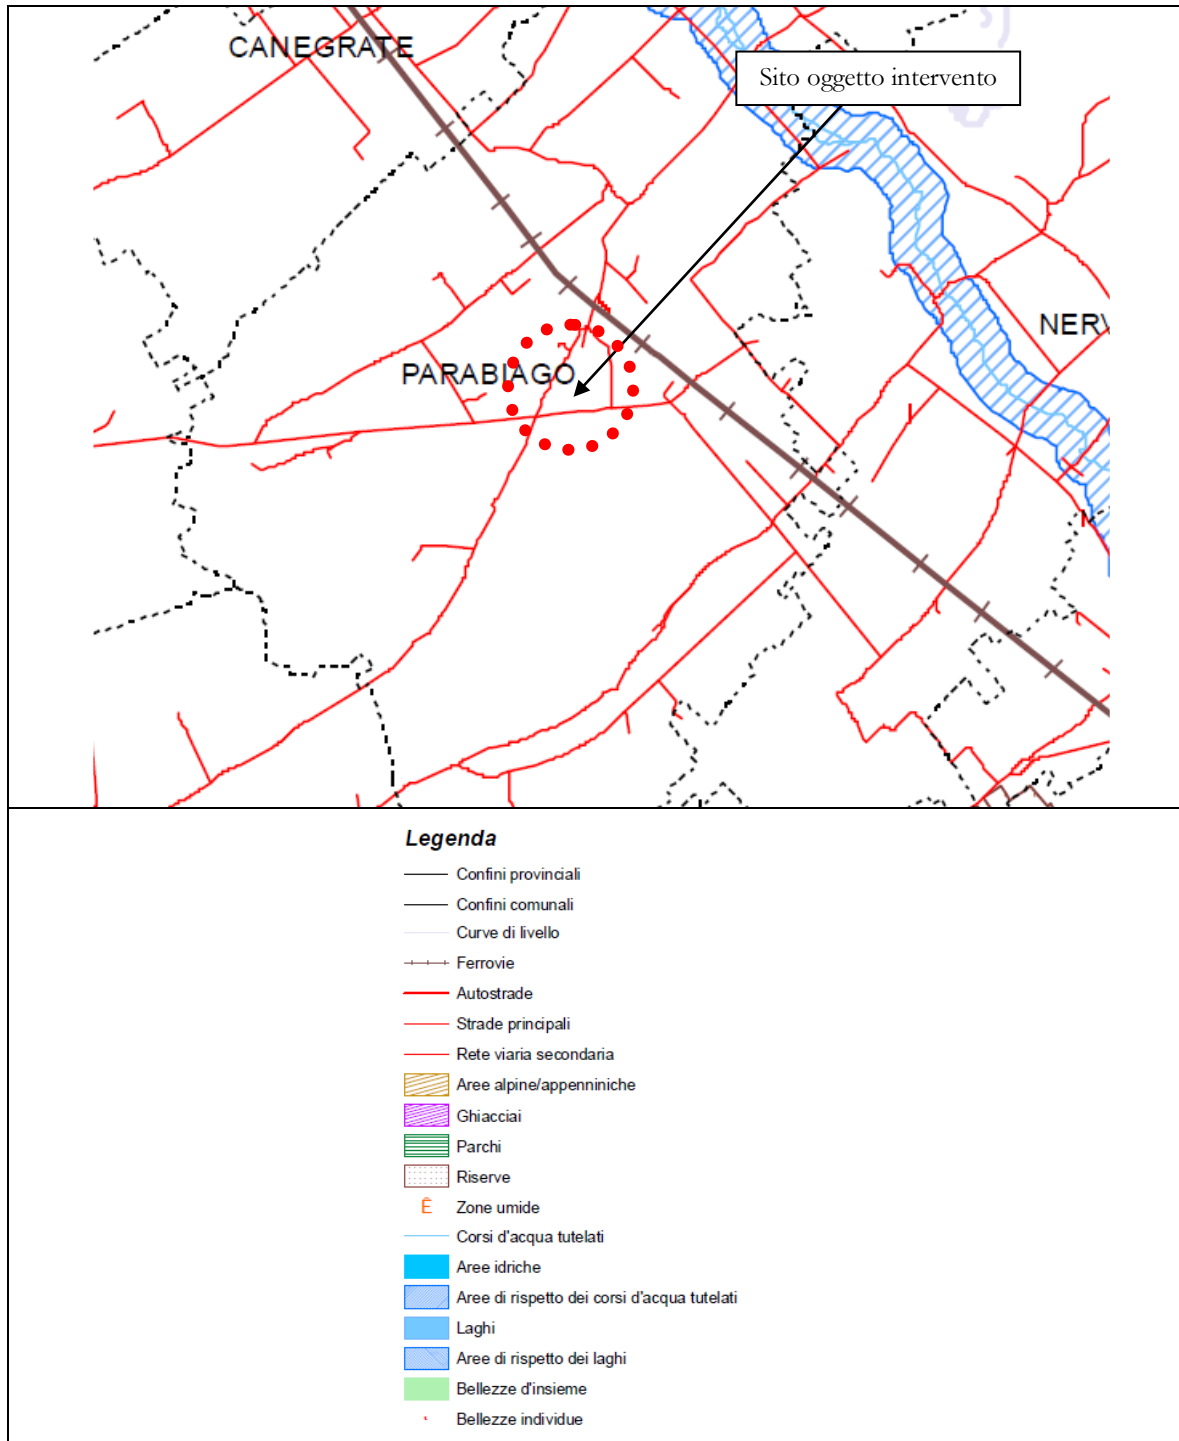 CANEGRATE
Sito oggetto intervento
NERV
PARABIAGO
Legenda
Confini provinciali
Confini comunali
Curve di livello
Ferrovie
Autostrade
Strade principali
Rete viaria secondaria
Aree alpine/appenniniche
Ghiacciai
Parchi
Riserve
Ê Zone umide
Corsi d'acqua tutelati
Aree idriche
Aree di rispetto dei corsi d'acqua tutelati
Laghi
Aree di rispetto dei laghi
Bellezze d'insieme
Bellezze individue